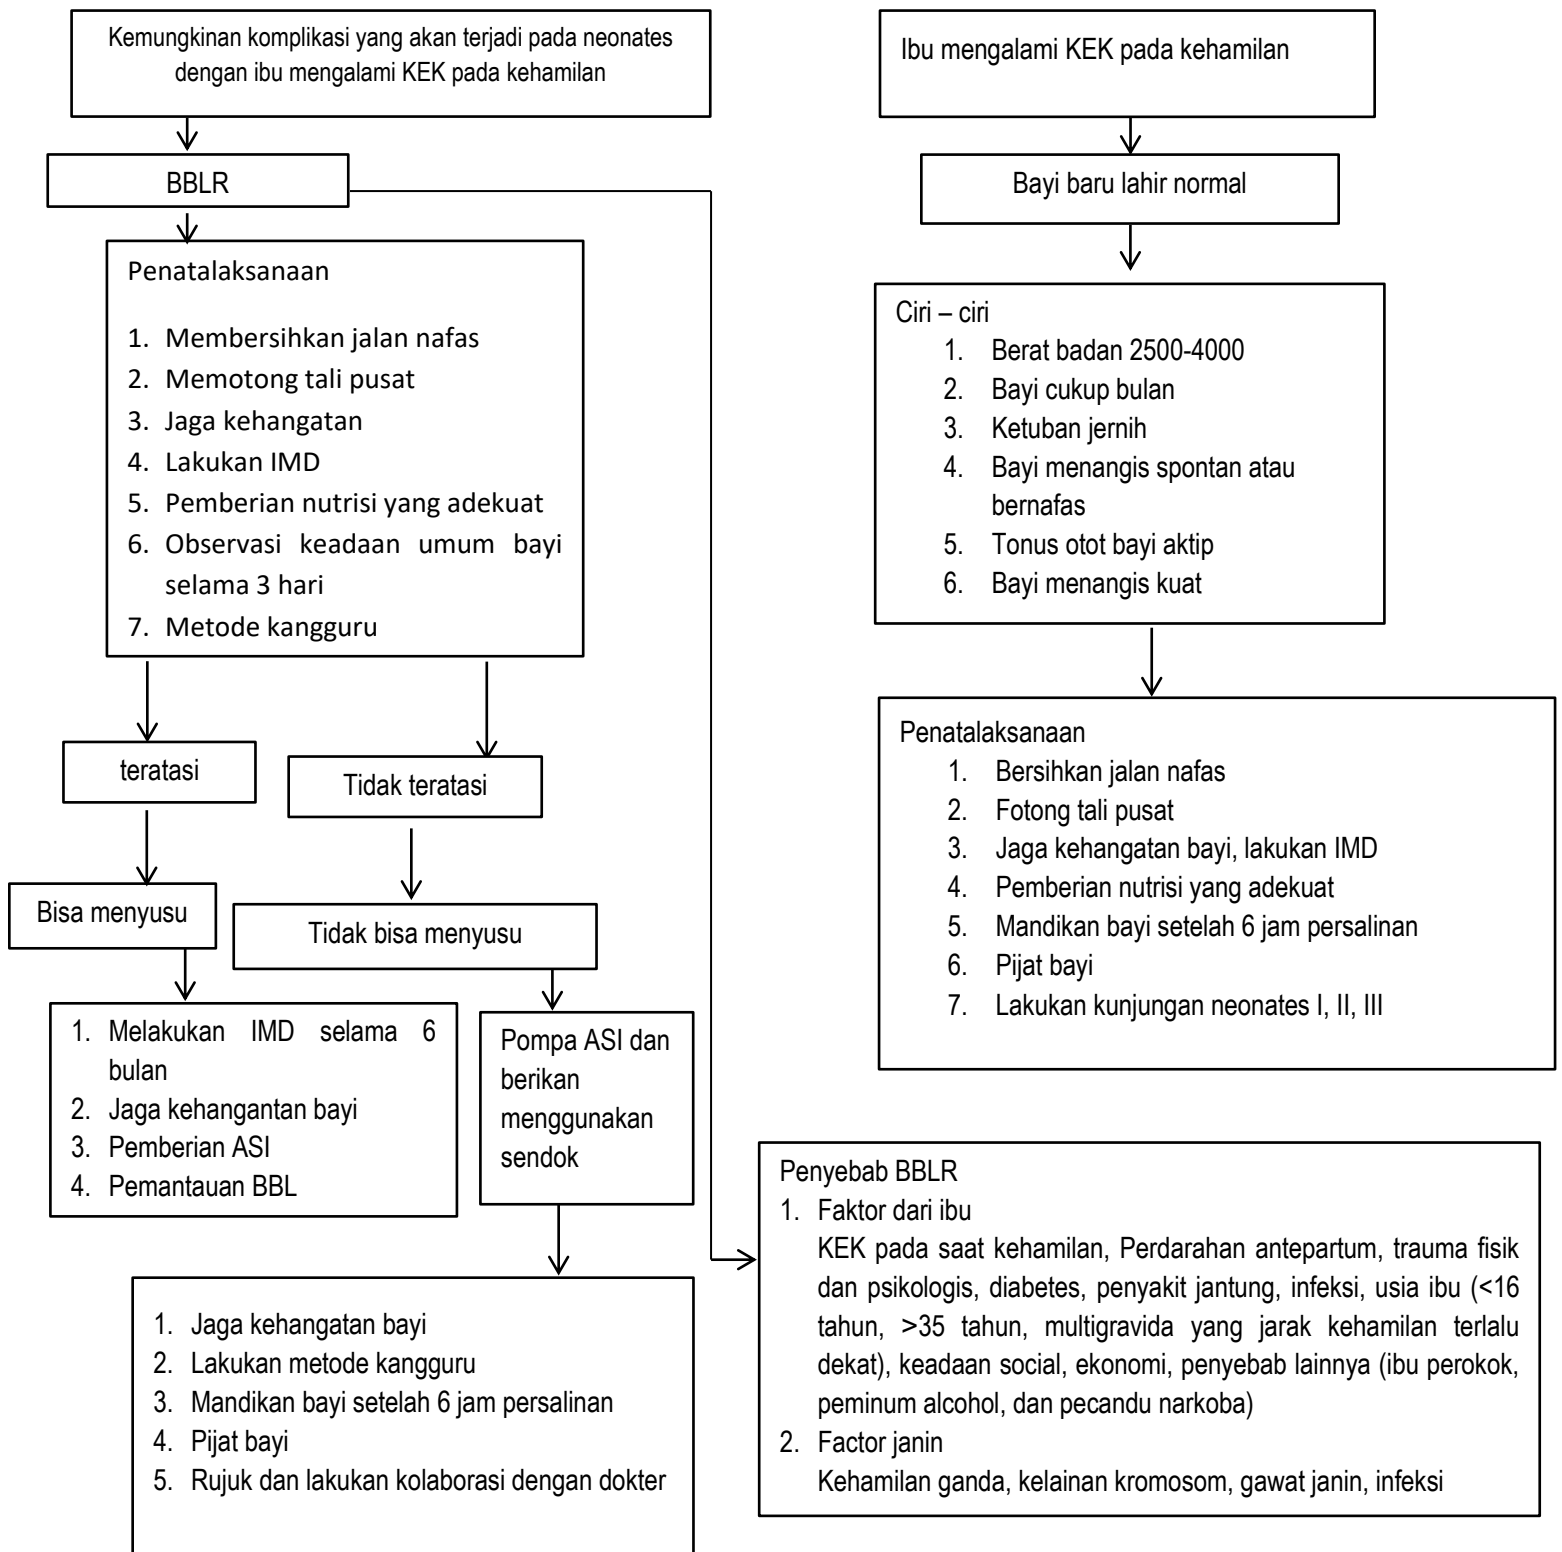 Kemungkinan komplikasi yang akan terjadi pada neonates
dengan ibu mengalami KEK pada kehamilan
BBLR
Penatalaksanaan
1. Membersihkan jalan nafas
2. Memotong tali pusat
3. Jaga kehangatan
4. Lakukan IMD
5. Pemberian nutrisi yang adekuat
6. Observasi keadaan umum bayi
selama 3 hari
7. Metode kangguru
teratasi
Tidak teratasi
Bisa menyusu
Tidak bisa menyusu
1. Melakukan IMD selama 6
bulan
2. Jaga kehangantan bayi
3. Pemberian ASI
4. Pemantauan BBL
Pompa ASI dan
berikan
menggunakan
sendok
1. Jaga kehangatan bayi
2. Lakukan metode kangguru
3. Mandikan bayi setelah 6 jam persalinan
4. Pijat bayi
5. Rujuk dan lakukan kolaborasi dengan dokter
Ibu mengalami KEK pada kehamilan
Bayi baru lahir normal
Ciri – ciri
1. Berat badan 2500-4000
2. Bayi cukup bulan
3. Ketuban jernih
4. Bayi menangis spontan atau
bernafas
5. Tonus otot bayi aktip
6. Bayi menangis kuat
Penatalaksanaan
1. Bersihkan jalan nafas
2. Fotong tali pusat
3. Jaga kehangatan bayi, lakukan IMD
4. Pemberian nutrisi yang adekuat
5. Mandikan bayi setelah 6 jam persalinan
6. Pijat bayi
7. Lakukan kunjungan neonates I, II, III
Penyebab BBLR
1. Faktor dari ibu
KEK pada saat kehamilan, Perdarahan antepartum, trauma fisik
dan psikologis, diabetes, penyakit jantung, infeksi, usia ibu (<16
tahun, >35 tahun, multigravida yang jarak kehamilan terlalu
dekat), keadaan social, ekonomi, penyebab lainnya (ibu perokok,
peminum alcohol, dan pecandu narkoba)
2. Factor janin
Kehamilan ganda, kelainan kromosom, gawat janin, infeksi